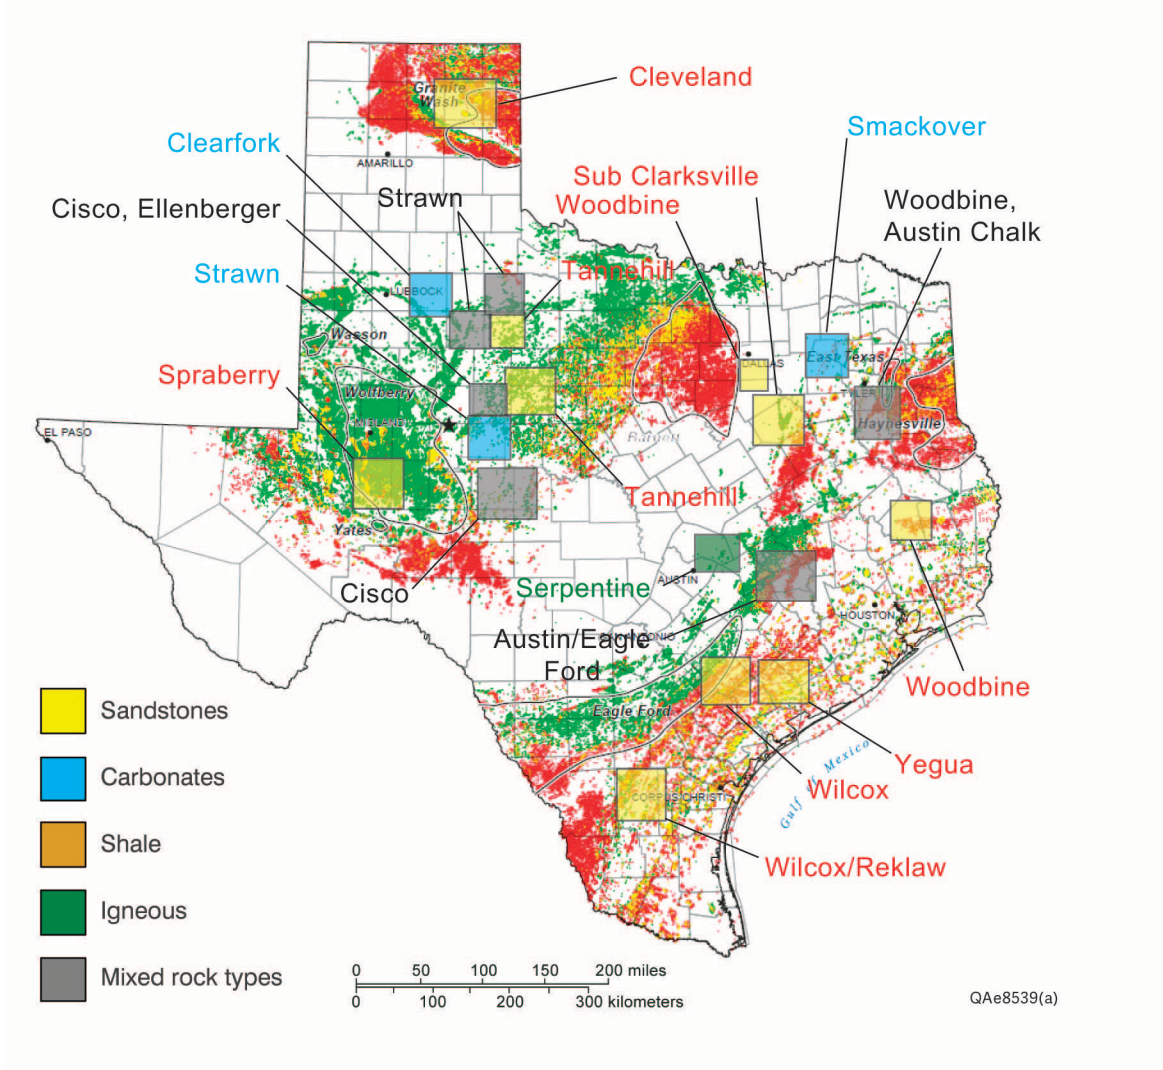 Cleveland
Granite
Wash
Smackover
Clearfork
AMARILLO
Sub Clarksville
Woodbine
Strawn
Woodbine,
Austin Chalk
Cisco, Ellenberger
Strawn
Tannehill
LUBBOCK
Wasson
DALLAS
East Texas
Spraberry
Wolfberry
TYLER
MIDLAND
Haynesville
EL PASO
Barnett
Tannehill
Yates
Cisco
Serpentine
AUSTIN
HOUSTON
Austin/Eagle
Ford
SAN ANTONIO
Woodbine
Eagle Ford
Sandstones
Yegua
Gulf of Mexico
Carbonates
Wilcox
CORPUS CHRISTI
Shale
Wilcox/Reklaw
Igneous
Mixed rock types
0 50 100 150 200 miles
0 100 200 300 kilometers
QAe8539(a)